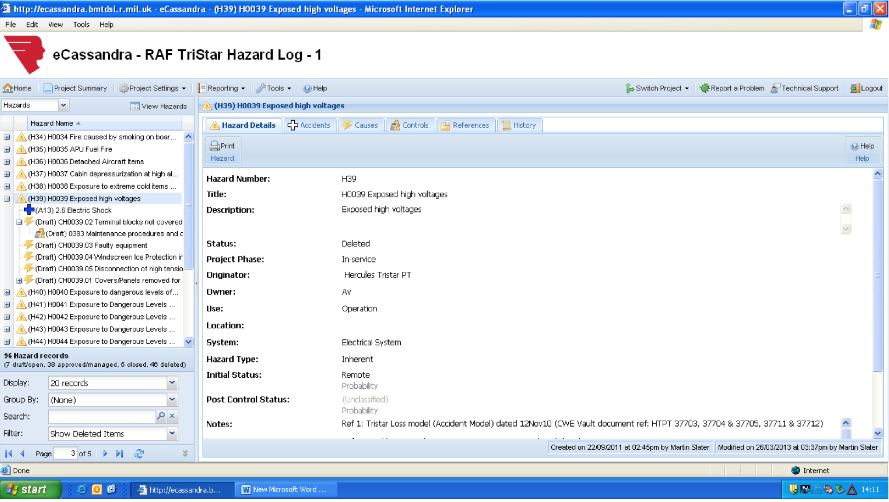 http://ecassandra.bmtdsl.r.mil.uk - eCassandra - (H39) H0039 Exposed high voltages - Microsoft Internet Explorer
File Edit View Tools Help
eCassandra - RAF TriStar Hazard Log - 1
Home Project Summary Project Settings Reporting Tools Help Switch Project Report a Problem Technical Support Logout
Hazards View Hazards
(H39) H0039 Exposed high voltages
Hazard Name
Hazard Details Accidents Causes Controls References History
(H34) H0034 Fire caused by smoking on boar...
(H35) H0035 APU Fuel Fire
(H36) H0036 Detached Aircraft Items
(H37) H0037 Cabin depressurization at high al...
(H38) H0038 Exposure to extreme cold items ...
(H39) H0039 Exposed high voltages
(A13) 2.6 Electric Shock
(Draft) CH0039.02 Terminal blocks not covered
(Draft) 0393 Maintenance procedures and c
(Draft) CH0039.03 Faulty equipment
(Draft) CH0039.04 Windscreen Ice Protection in
(Draft) CH0039.05 Disconnection of high tensio
(Draft) CH0039.01 Covers/Panels removed for
(H40) H0040 Exposure to dangerous levels of...
(H41) H0041 Exposure to Dangerous Levels ...
(H42) H0042 Exposure to Dangerous Levels ...
(H43) H0043 Exposure to Dangerous Levels ...
(H44) H0044 Exposure to Dangerous Levels ...
96 Hazard records
(7 draft/open, 38 approved/managed, 5 closed, 46 deleted)
Display: 20 records
Group By: (None)
Search:
Filter: Show Deleted Items
Page 3 of 5
Print
Hazard
Help
Help
Hazard Number: H39
Title: H0039 Exposed high voltages
Description: Exposed high voltages
Status: Deleted
Project Phase: In-service
Originator: Hercules Tristar PT
Owner: Av
Use: Operation
Location:
System: Electrical System
Hazard Type: Inherent
Initial Status: Remote
Probability
Post Control Status: (Unclassified)
Probability
Notes: Ref 1: Tristar Loss model (Accident Model) dated 12Nov10 (CWE Vault document ref: HTPT 37703, 37704 & 37705, 37711 & 37712)
Created on 22/09/2011 at 02:45pm by Martin Slater Modified on 26/03/2013 at 03:37pm by Martin Slater
Done Internet
start http://ecassandra.b... New Microsoft Word ... 14:11